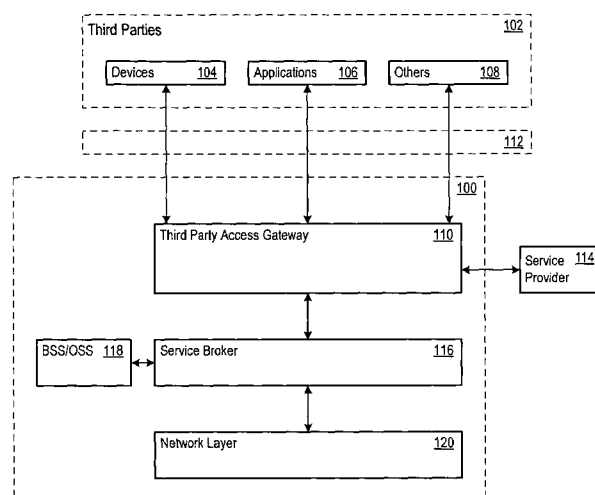 Third Parties 102
Devices 104 Applications 106 Others 108
112
100
Third Party Access Gateway 110
Service 114
Provider
BSS/OSS 118 Service Broker 116
Network Layer 120